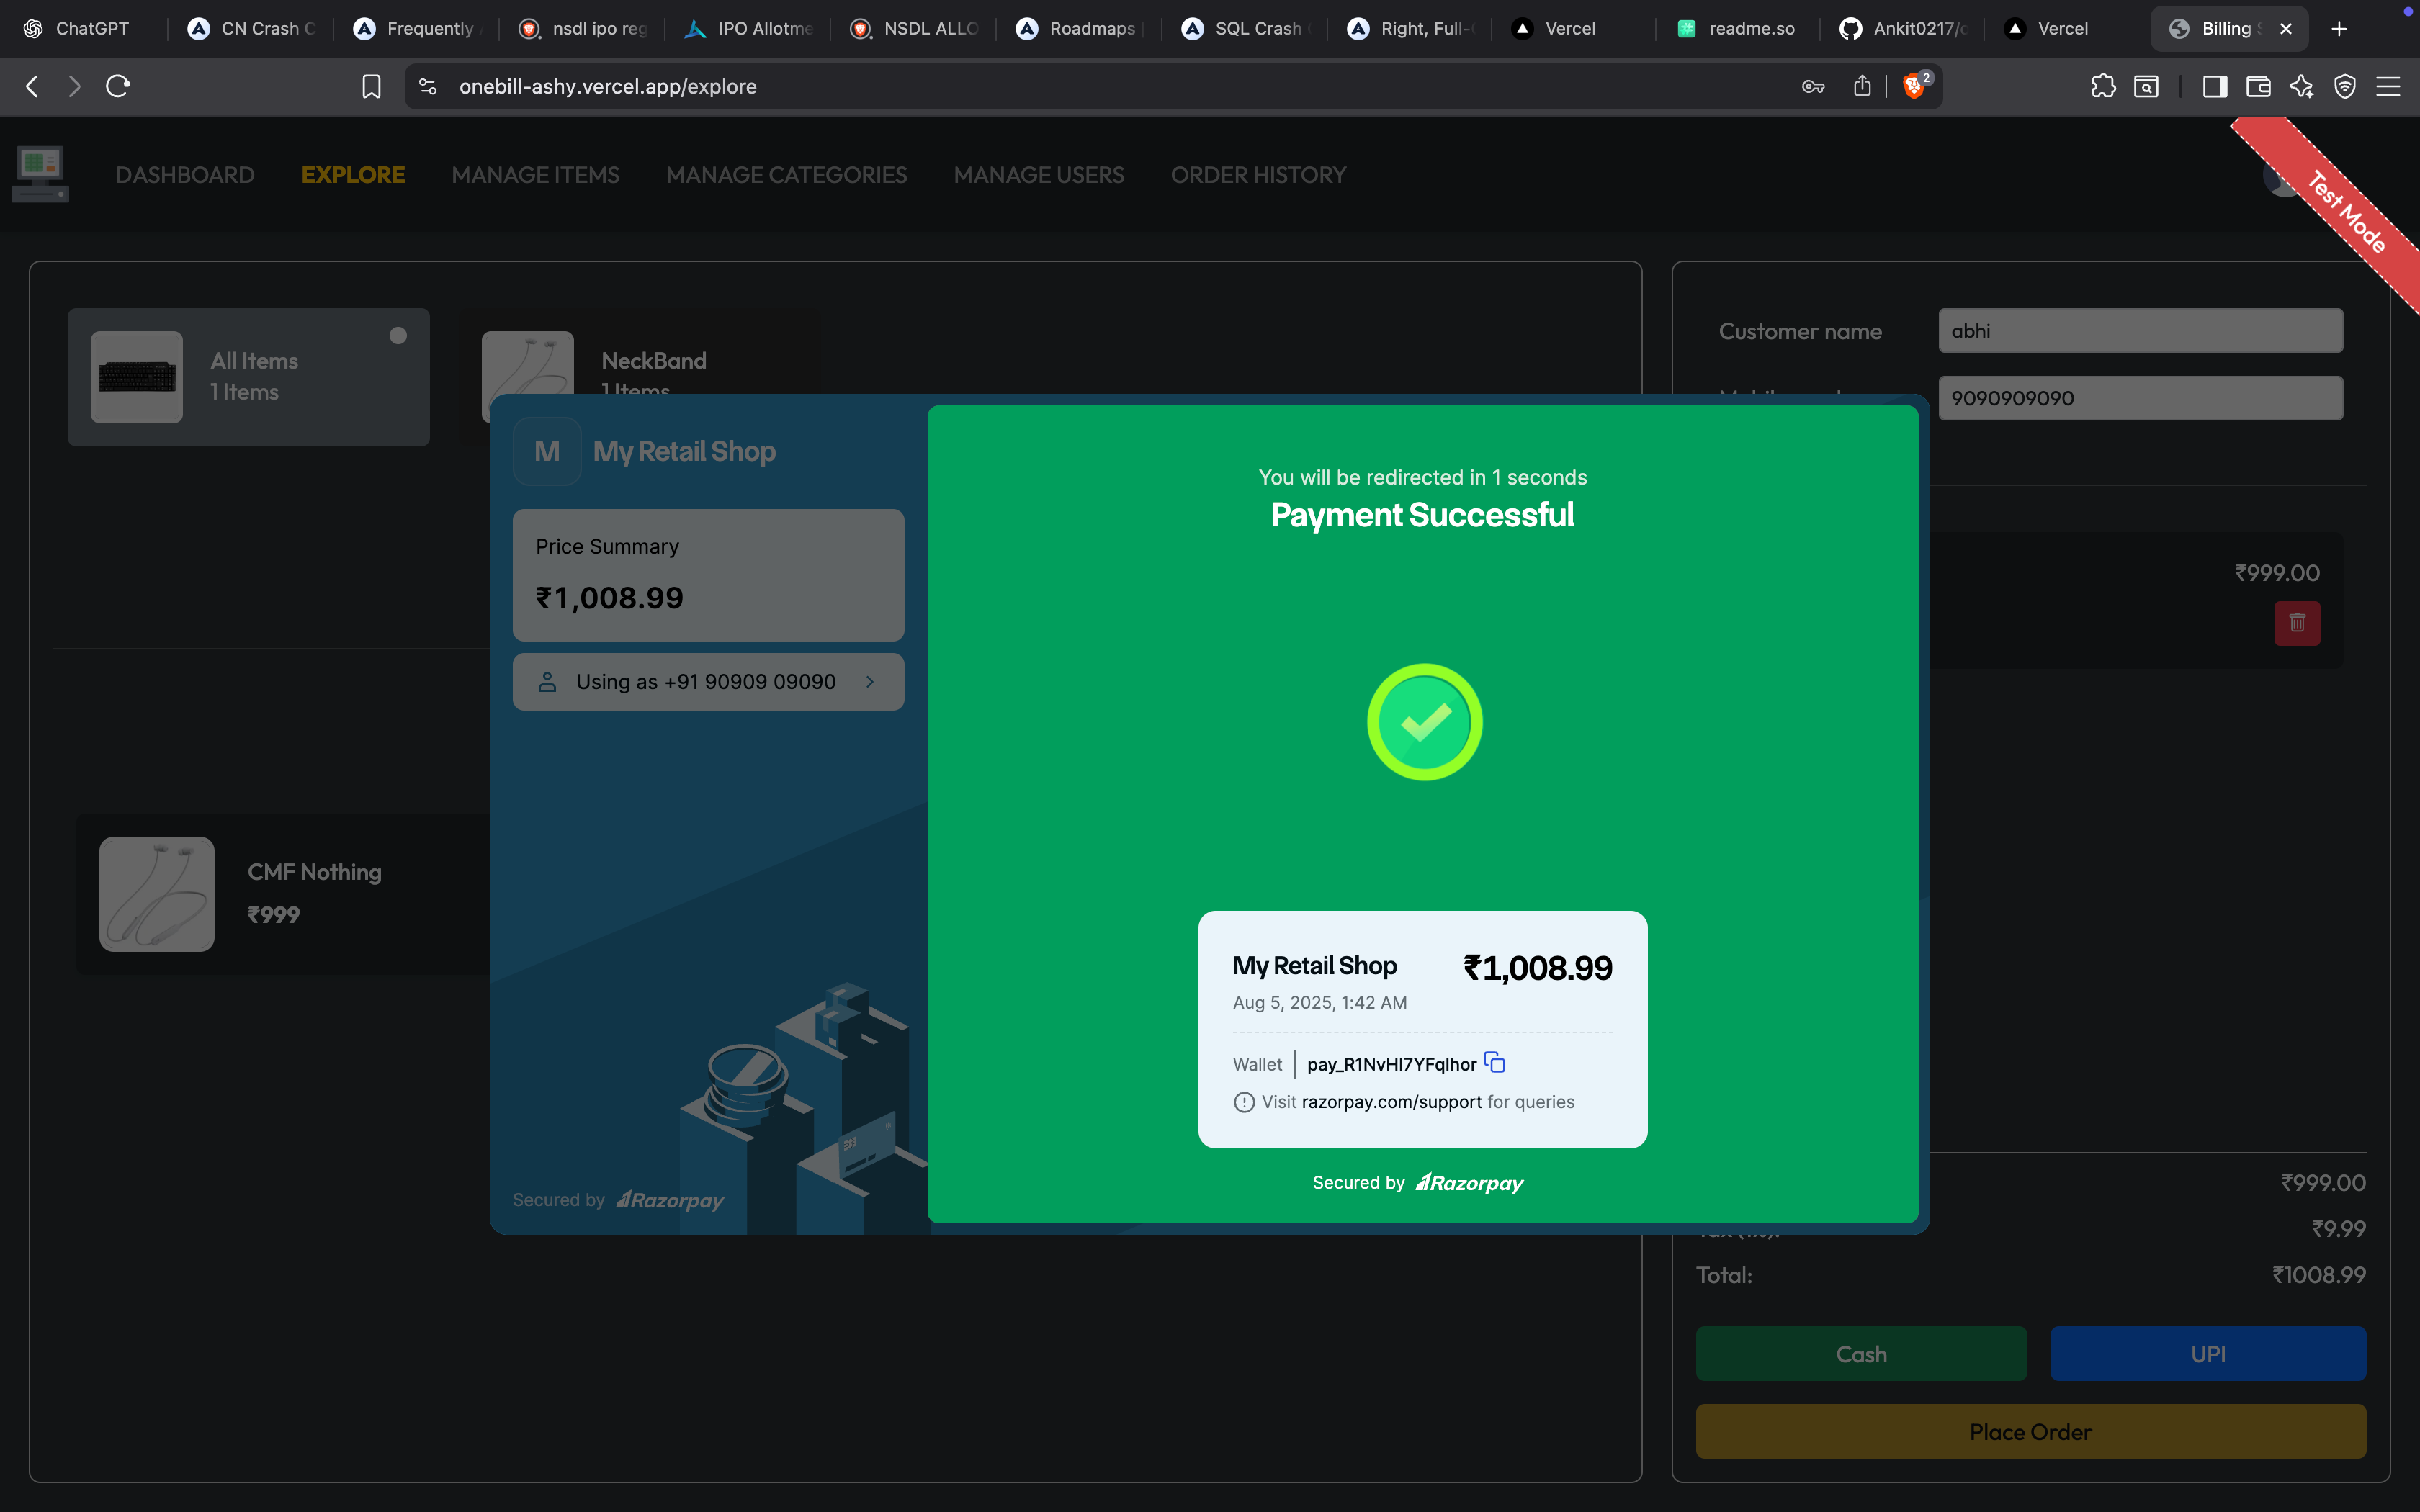 ChatGPT
CN Crash C
Frequently
nsdl ipo reg
IPO Allotme
NSDL ALLO
Roadmaps
SQL Crash
Right, Full-
Vercel
readme.so
Ankit0217/o
Vercel
Billing S
onebill-ashy.vercel.app/explore
2
DASHBOARD
EXPLORE
MANAGE ITEMS
MANAGE CATEGORIES
MANAGE USERS
ORDER HISTORY
Test Mode
All Items
1 Items
NeckBand
1 Items
Customer name
abhi
9090909090
M
My Retail Shop
Price Summary
₹1,008.99
Using as +91 90909 09090
Secured by Razorpay
You will be redirected in 1 seconds
Payment Successful
My Retail Shop
₹1,008.99
Aug 5, 2025, 1:42 AM
Wallet
pay_R1NvHI7YFqlhor
Visit razorpay.com/support for queries
Secured by Razorpay
CMF Nothing
₹999
₹999.00
₹999.00
₹9.99
Total:
₹1008.99
Cash
UPI
Place Order